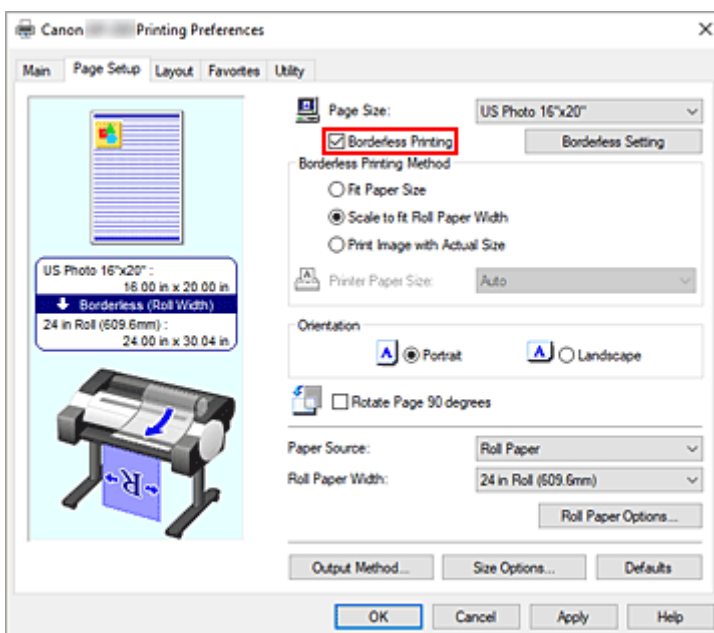 Canon Printing Preferences
Main Page Setup Layout Favorites Utility
Page Size: US Photo 16"x20"
Borderless Printing Borderless Setting
Borderless Printing Method
Fit Paper Size
Scale to fit Roll Paper Width
Print Image with Actual Size
Printer Paper Size: Auto
US Photo 16"x20" :
16.00 in x 20.00 in
Borderless (Roll Width)
24 in Roll (609.6mm) :
24.00 in x 30.04 in
Orientation
A Portrait A Landscape
Rotate Page 90 degrees
R
Paper Source: Roll Paper
Roll Paper Width: 24 in Roll (609.6mm)
Roll Paper Options...
Output Method... Size Options... Defaults
OK Cancel Apply Help